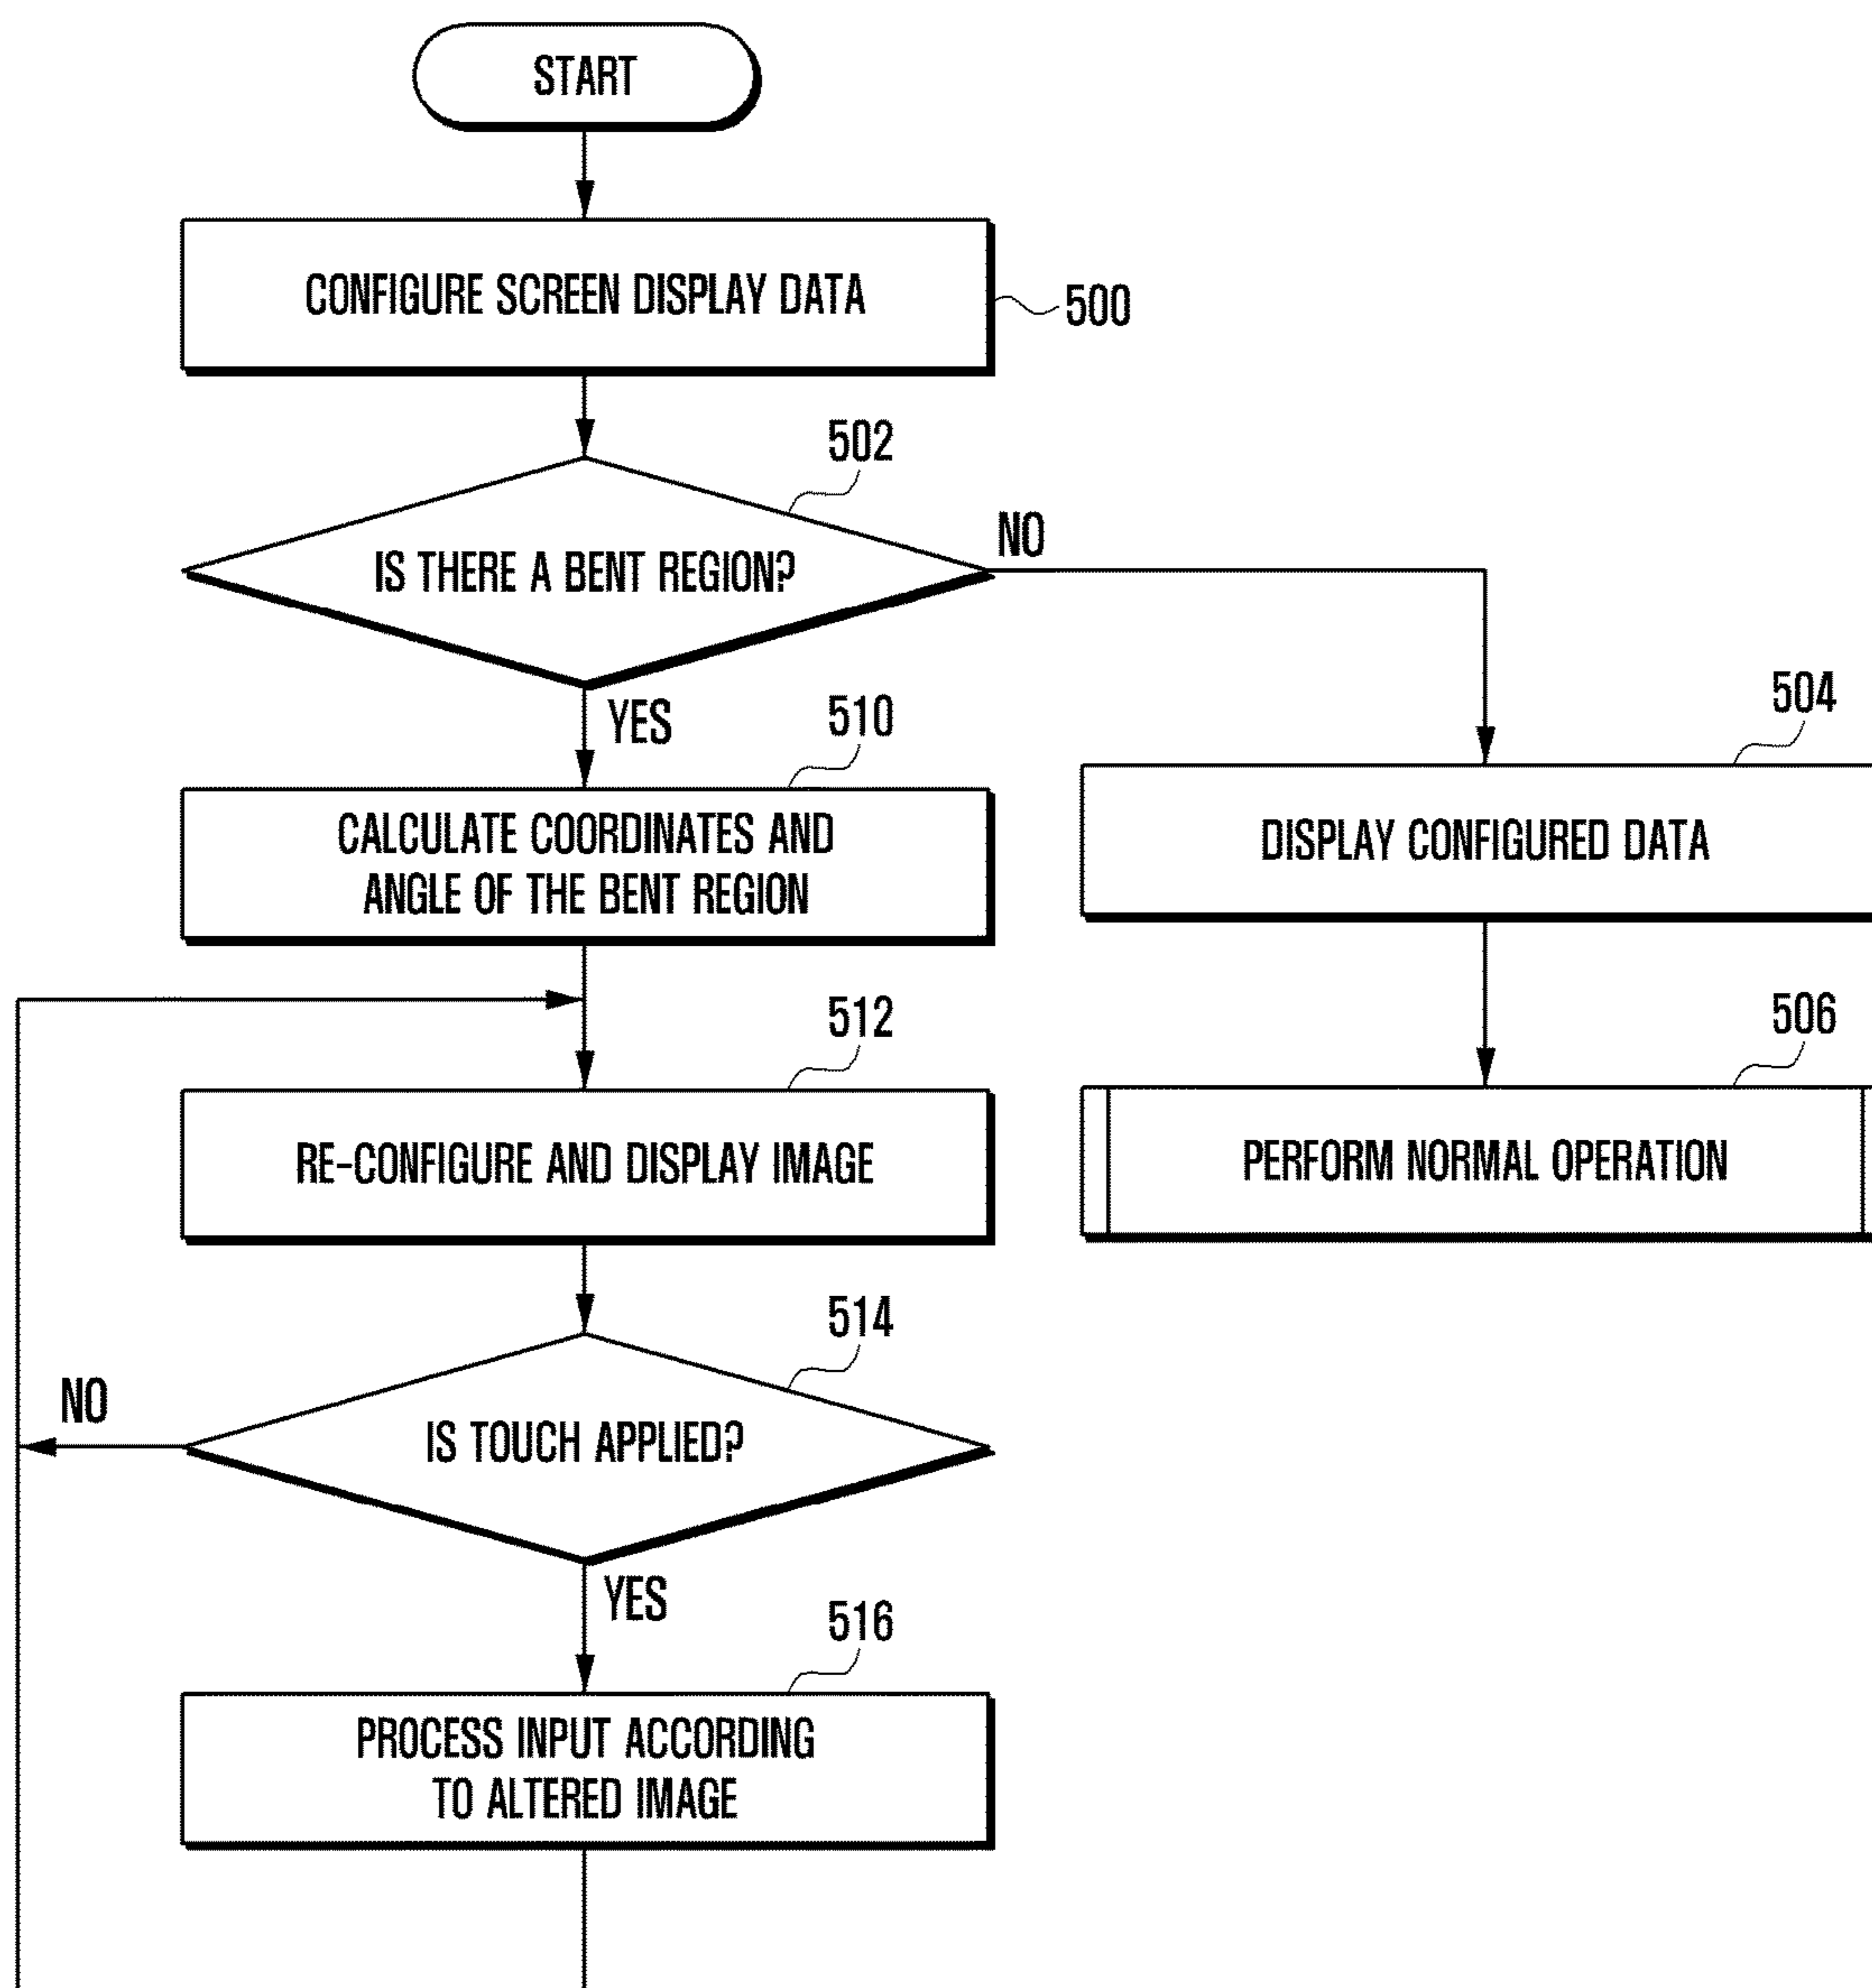 START
CONFIGURE SCREEN DISPLAY DATA
500
502
IS THERE A BENT REGION?
NO
YES
510
CALCULATE COORDINATES AND
ANGLE OF THE BENT REGION
504
DISPLAY CONFIGURED DATA
512
RE-CONFIGURE AND DISPLAY IMAGE
506
PERFORM NORMAL OPERATION
514
NO
IS TOUCH APPLIED?
YES
516
PROCESS INPUT ACCORDING
TO ALTERED IMAGE